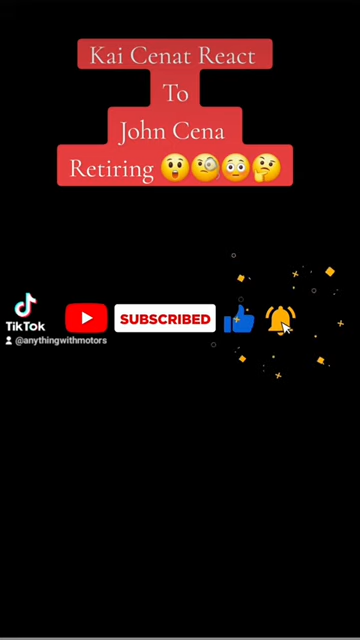 Kai Cenat React
To
John Cena
Retiring 😲🧐😳🤔
SUBSCRIBED
TikTok
@anythingwithmotors